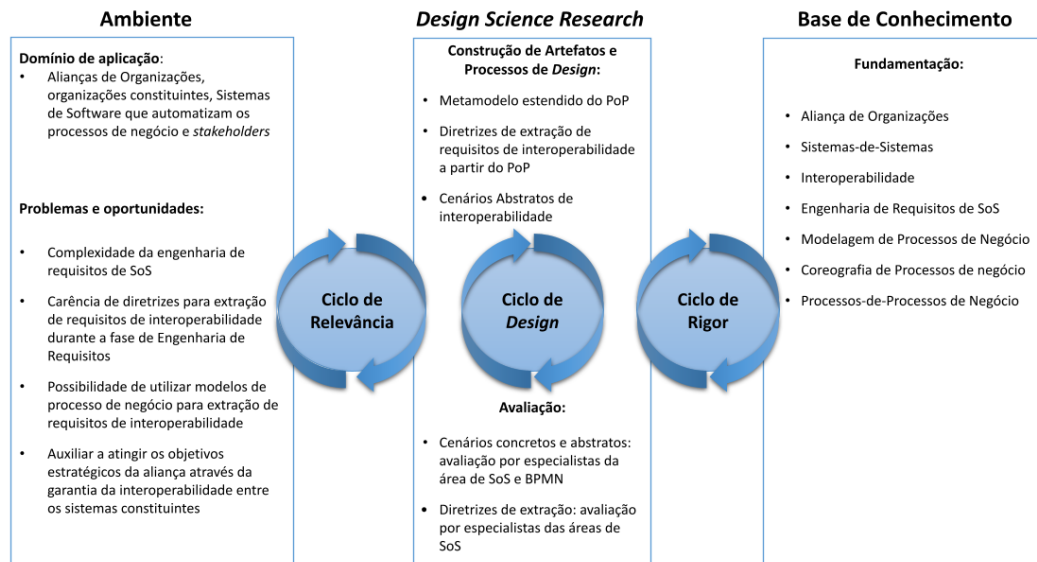 Ambiente
Domínio de aplicação:
• Alianças de Organizações,
organizações constituintes, Sistemas
de Software que automatizam os
processos de negócio e stakeholders
Problemas e oportunidades:
• Complexidade da engenharia de
requisitos de SoS
• Carência de diretrizes para extração
de requisitos de interoperabilidade
durante a fase de Engenharia de
Requisitos
• Possibilidade de utilizar modelos de
processo de negócio para extração de
requisitos de interoperabilidade
• Auxiliar a atingir os objetivos
estratégicos da aliança através da
garantia da interoperabilidade entre
os sistemas constituintes
Ciclo de
Relevância
Design Science Research
Construção de Artefatos e
Processos de Design:
• Metamodelo estendido do PoP
• Diretrizes de extração de
requisitos de interoperabilidade
a partir do PoP
• Cenários Abstratos de
interoperabilidade
Ciclo de
Design
Avaliação:
• Cenários concretos e abstratos:
avaliação por especialistas da
área de SoS e BPMN
• Diretrizes de extração: avaliação
por especialistas das áreas de
SoS
Ciclo de
Rigor
Base de Conhecimento
Fundamentação:
• Aliança de Organizações
• Sistemas-de-Sistemas
• Interoperabilidade
• Engenharia de Requisitos de SoS
• Modelagem de Processos de Negócio
• Coreografia de Processos de negócio
• Processos-de-Processos de Negócio